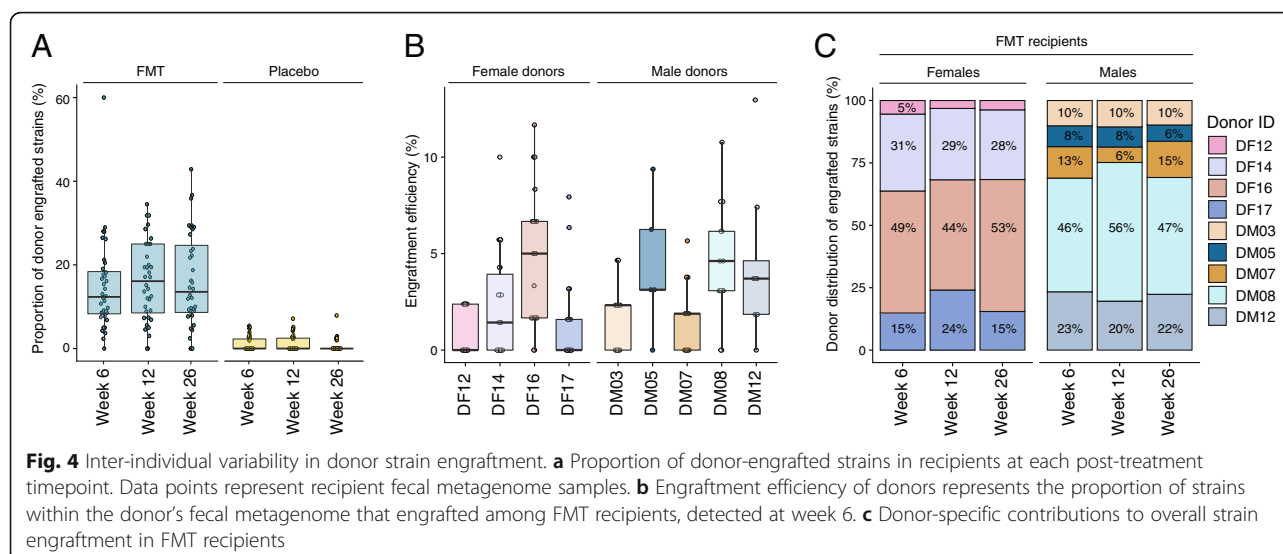 A
FMT Placebo
Proportion of donor engrafted strains (%)
60
40
20
0
Week 6
Week 12
Week 26
Week 6
Week 12
Week 26
B
Female donors Male donors
Engraftment efficiency (%)
10
5
0
DF12
DF14
DF16
DF17
DM03
DM05
DM07
DM08
DM12
C
FMT recipients
Females Males
Donor distribution of engrafted strains (%)
100
75
50
25
0
5%
31% 29% 28%
49% 44% 53%
15% 24% 15%
10% 10% 10%
8% 8% 6%
13% 6% 15%
46% 56% 47%
23% 20% 22%
Week 6
Week 12
Week 26
Week 6
Week 12
Week 26
Donor ID
DF12
DF14
DF16
DF17
DM03
DM05
DM07
DM08
DM12
Fig. 4 Inter-individual variability in donor strain engraftment. a Proportion of donor-engrafted strains in recipients at each post-treatment
timepoint. Data points represent recipient fecal metagenome samples. b Engraftment efficiency of donors represents the proportion of strains
within the donor's fecal metagenome that engrafted among FMT recipients, detected at week 6. c Donor-specific contributions to overall strain
engraftment in FMT recipients